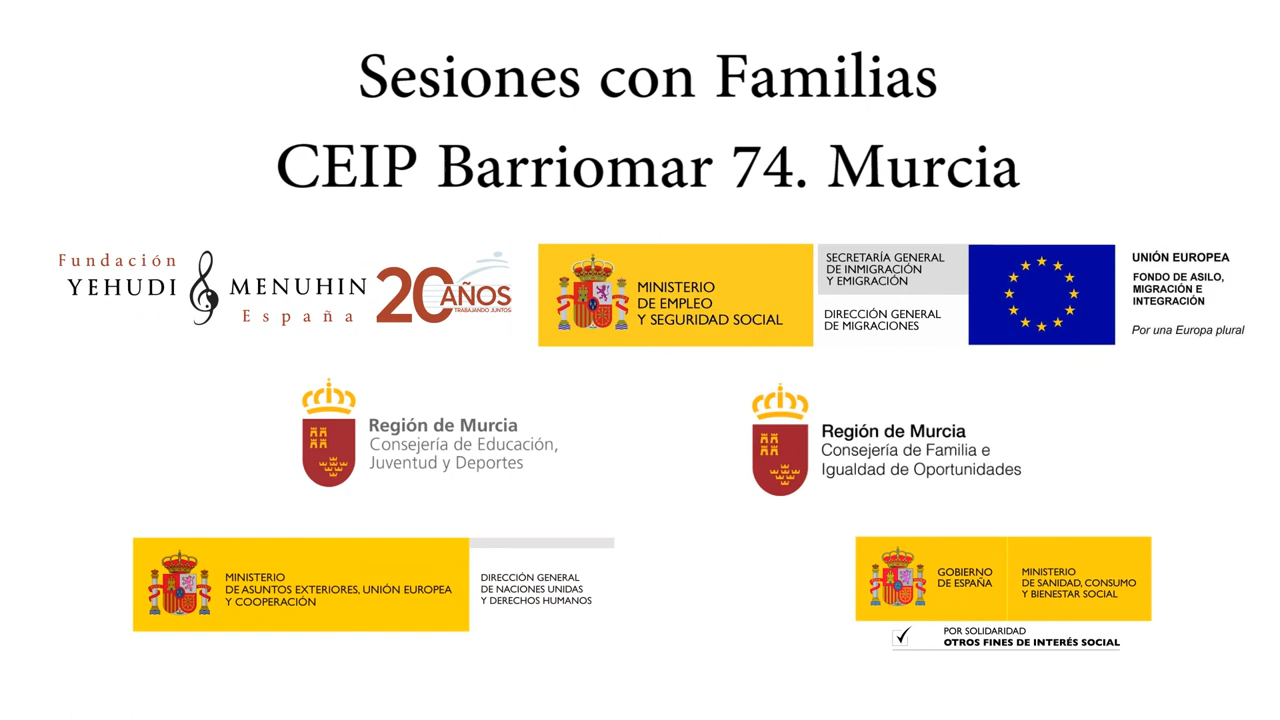 Sesiones con Familias
CEIP Barriomar 74. Murcia
Fundación
YEHUDI MENUHIN
España
20 AÑOS
TRABAJANDO JUNTOS
MINISTERIO
DE EMPLEO
Y SEGURIDAD SOCIAL
SECRETARÍA GENERAL
DE INMIGRACIÓN
Y EMIGRACIÓN
DIRECCIÓN GENERAL
DE MIGRACIONES
UNIÓN EUROPEA
FONDO DE ASILO,
MIGRACIÓN E
INTEGRACIÓN
Por una Europa plural
Región de Murcia
Consejería de Educación,
Juventud y Deportes
Región de Murcia
Consejería de Familia e
Igualdad de Oportunidades
MINISTERIO
DE ASUNTOS EXTERIORES, UNIÓN EUROPEA
Y COOPERACIÓN
DIRECCIÓN GENERAL
DE NACIONES UNIDAS
Y DERECHOS HUMANOS
GOBIERNO
DE ESPAÑA
MINISTERIO
DE SANIDAD, CONSUMO
Y BIENESTAR SOCIAL
POR SOLIDARIDAD
OTROS FINES DE INTERÉS SOCIAL